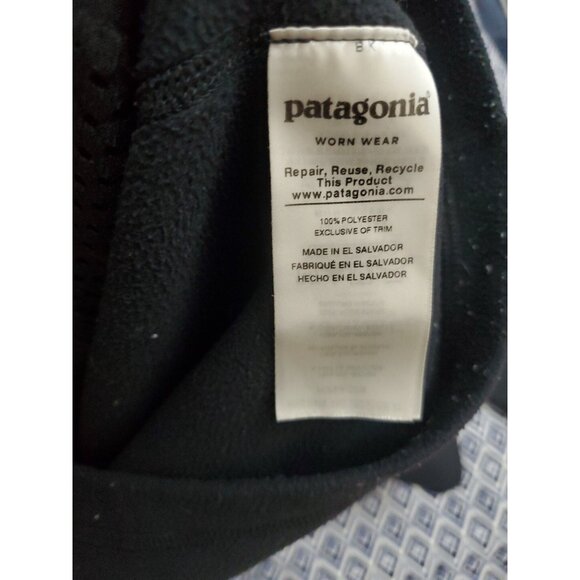 patagonia®
WORN WEAR
Repair, Reuse, Recycle
This Product
www.patagonia.com
100% POLYESTER
EXCLUSIVE OF TRIM
MADE IN EL SALVADOR
FABRIQUÉ EN EL SALVADOR
HECHO EN EL SALVADOR